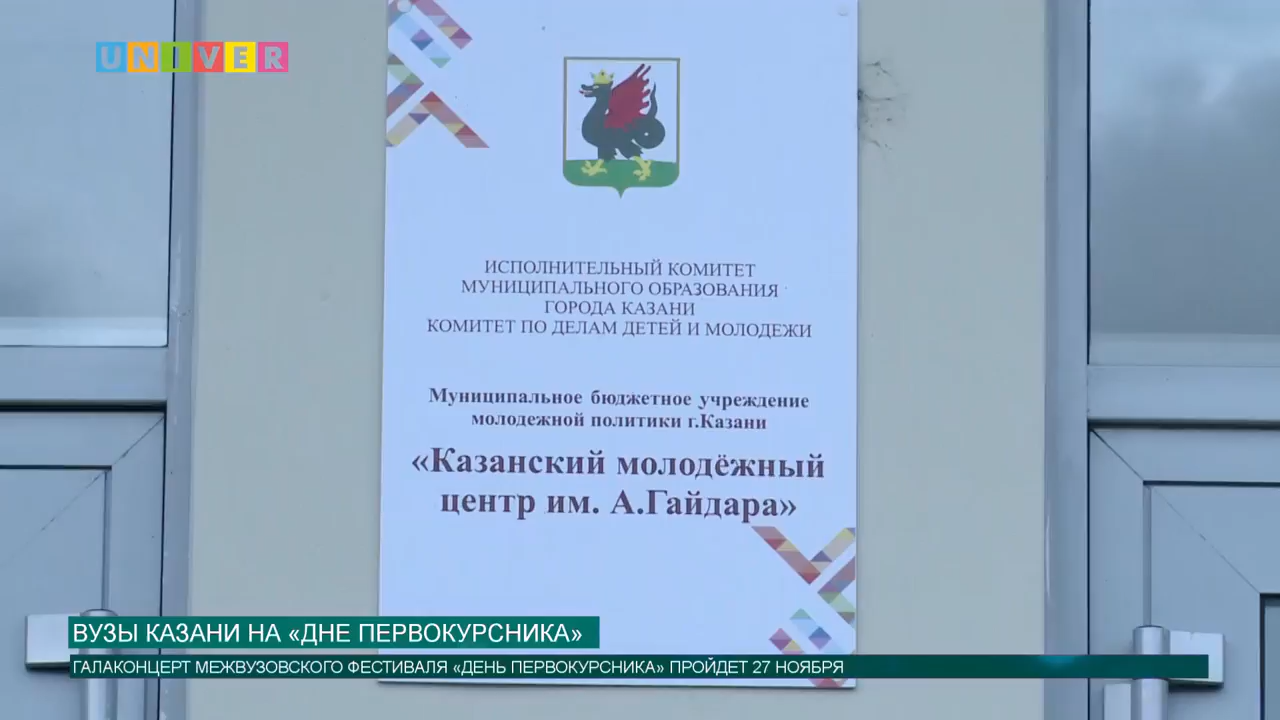 UNIVER
ИСПОЛНИТЕЛЬНЫЙ КОМИТЕТ
МУНИЦИПАЛЬНОГО ОБРАЗОВАНИЯ
ГОРОДА КАЗАНИ
КОМИТЕТ ПО ДЕЛАМ ДЕТЕЙ И МОЛОДЕЖИ
Муниципальное бюджетное учреждение
молодежной политики г.Казани
«Казанский молодёжный
центр им. А.Гайдара»
ВУЗЫ КАЗАНИ НА «ДНЕ ПЕРВОКУРСНИКА»
ГАЛАКОНЦЕРТ МЕЖВУЗОВСКОГО ФЕСТИВАЛЯ «ДЕНЬ ПЕРВОКУРСНИКА» ПРОЙДЕТ 27 НОЯБРЯ